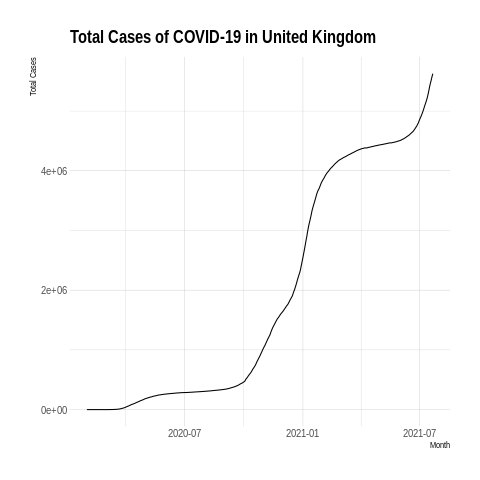 Total Cases of COVID-19 in United Kingdom
Total Cases
4e+06
2e+06
0e+00
2020-07 2021-01 2021-07
Month